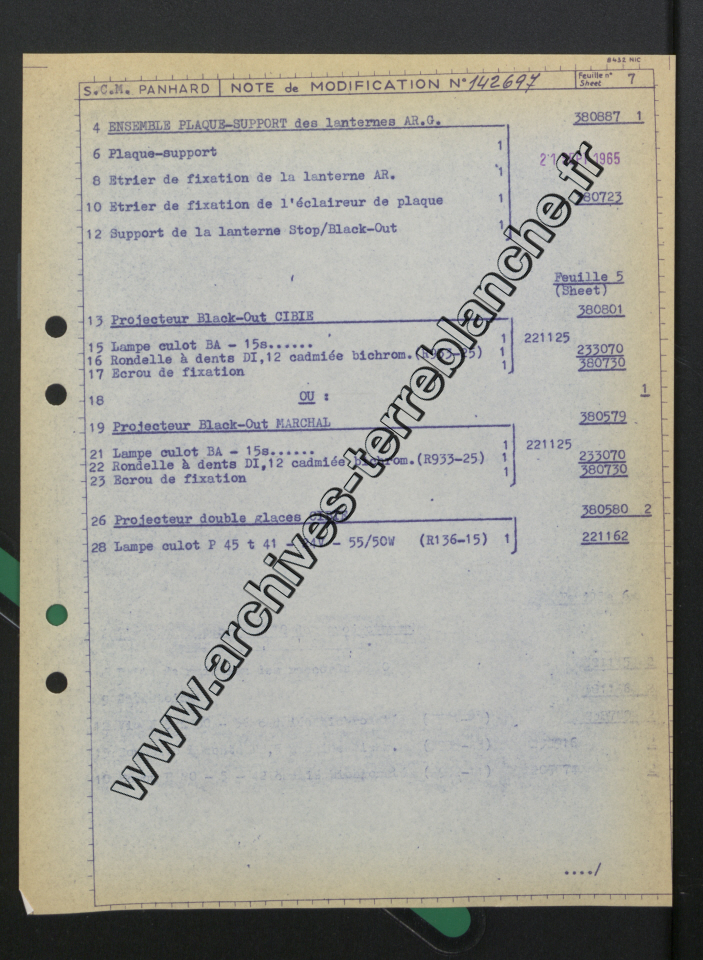 8432 NIC
S.C.M. PANHARD NOTE de MODIFICATION N° 142697 Feuille n° 7
Sheet
4 ENSEMBLE PLAQUE-SUPPORT des lanternes AR.G. 380887 1
6 Plaque-support 1
21 1965
8 Etrier de fixation de la lanterne AR. 1
10 Etrier de fixation de l'éclaireur de plaque 1 380723
12 Support de la lanterne Stop/Black-Out 1
Feuille 5
(Sheet)
13 Projecteur Black-Out CIBIE 380801
15 Lampe culot BA - 15s...... 1 221125
16 Rondelle à dents DI,12 cadmiée bichrom.(R933-25) 1 233070
17 Ecrou de fixation 1 380730
18 OU : 1
19 Projecteur Black-Out MARCHAL 380579
21 Lampe culot BA - 15s...... 1 221125
22 Rondelle à dents DI,12 cadmiée bichrom.(R933-25) 1 233070
23 Ecrou de fixation 1 380730
26 Projecteur double glaces 380580 2
28 Lampe culot P 45 t 41 - 24V - 55/50W (R136-15) 1 221162
..../
www.archives-terreblanche.fr